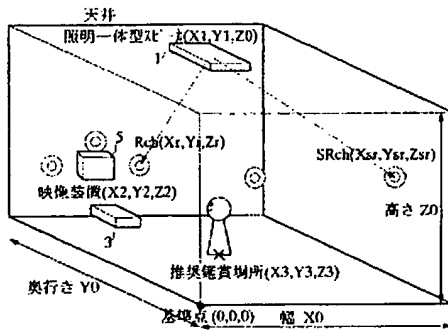 天井
照明一体型スピーカ(X1,Y1,Z0)
1
5
Rch(Xr,Yr,Zr)
SRch(Xsr,Ysr,Zsr)
映像装置(X2,Y2,Z2)
高さ Z0
3
推奨鑑賞場所(X3,Y3,Z3)
奥行き Y0
基準点 (0,0,0)
幅 X0